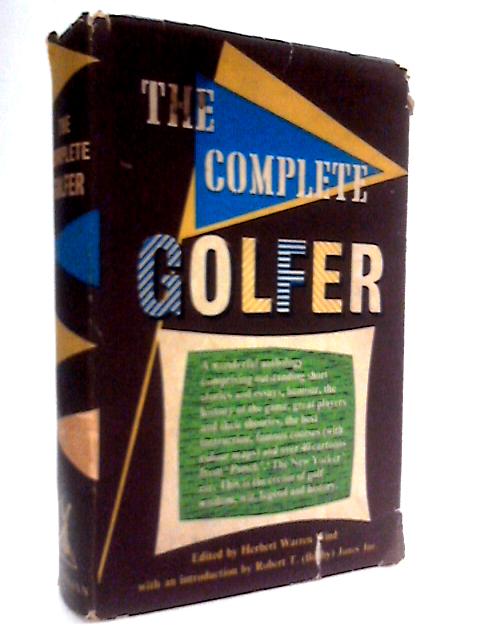 THE
COMPLETE
GOLFER
A wonderful anthology
comprising outstanding short
stories and essays, humour, the
history of the game, great players
and their theories, the best
instruction, famous courses (with
colour maps) and over 40 cartoons
from 'Punch', 'The New Yorker'
etc. This is the cream of golf
wisdom, wit, legend and history
Edited by Herbert Warren Wind
with an introduction by Robert T. (Bobby) Jones Jnr.
THE
COMPLETE
GOLFER